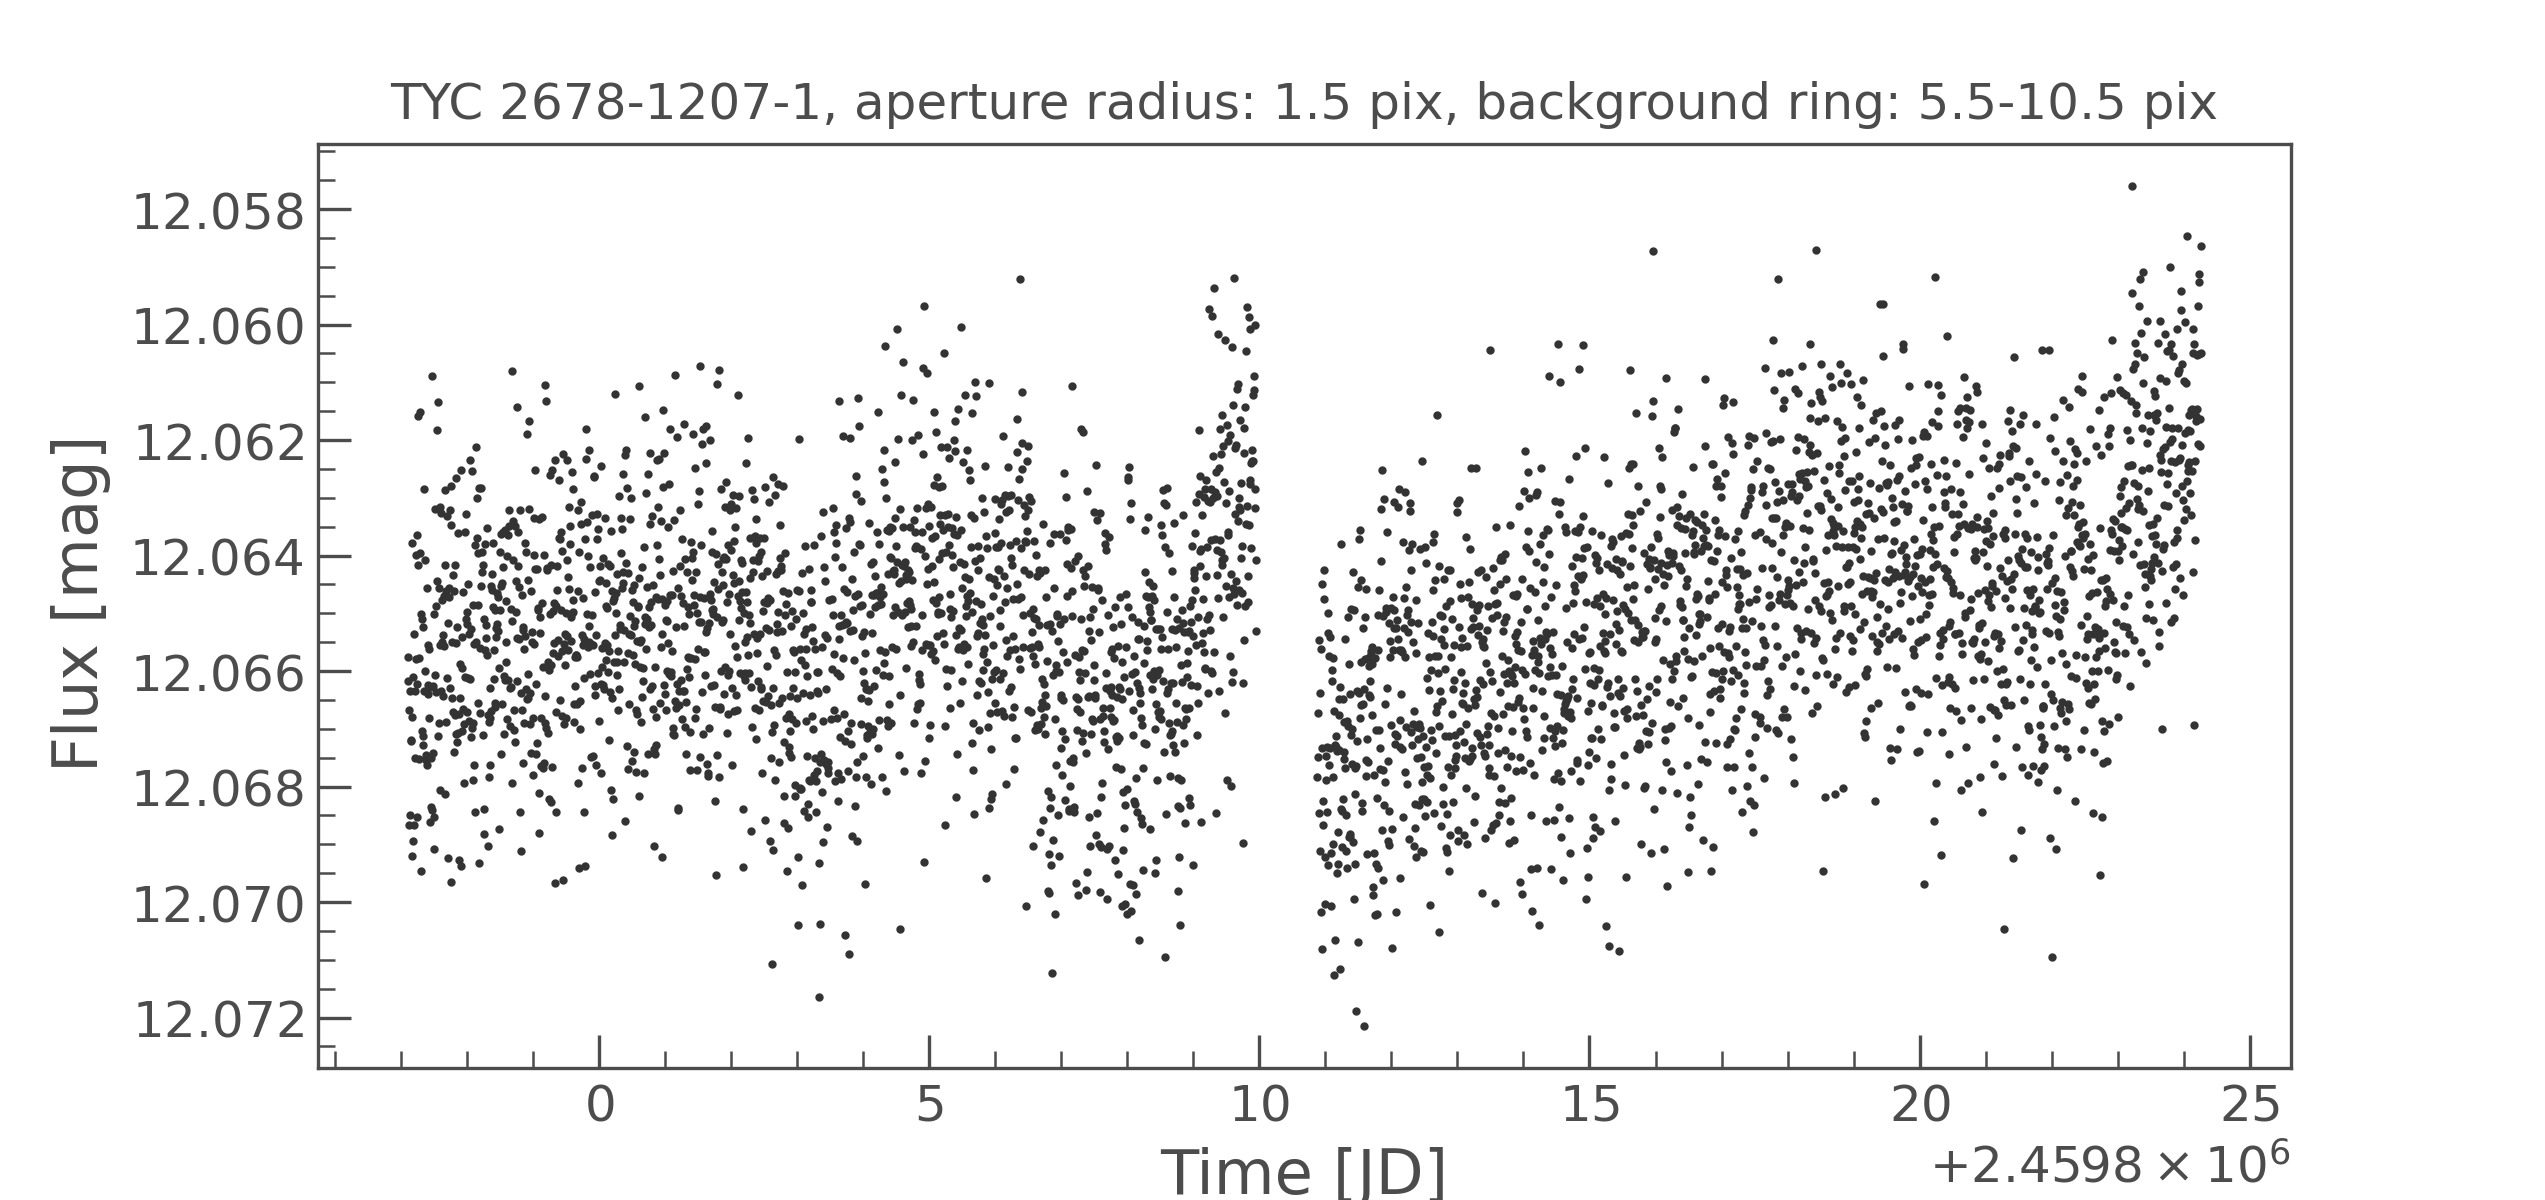 TYC 2678-1207-1, aperture radius: 1.5 pix, background ring: 5.5-10.5 pix
Flux [mag]
12.058
12.060
12.062
12.064
12.066
12.068
12.070
12.072
0 5 10 15 20 25
Time [JD]
+2.4598 × 10⁶